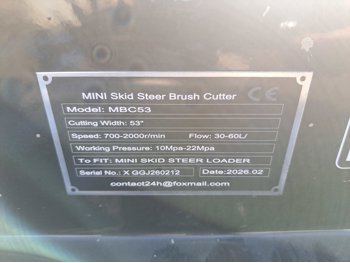 MINI Skid Steer Brush Cutter CE
Model: MBC53
Cutting Width: 53"
Speed: 700-2000r/min Flow: 30-60L/
Working Pressure: 10Mpa-22Mpa
To FIT: MINI SKID STEER LOADER
Serial No.: X GGJ260212 Date:2026.02
contact24h@foxmail.com